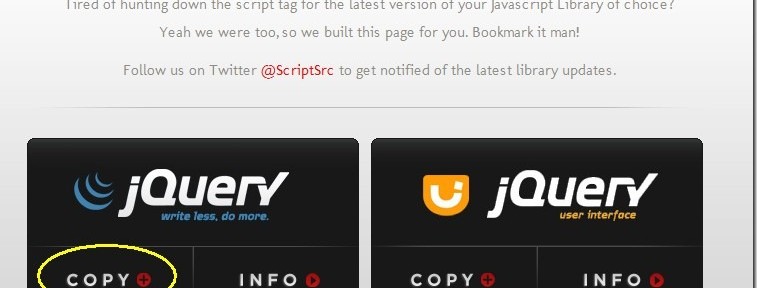 Tired of hunting down the script tag for the latest version of your Javascript Library of choice?
Yeah we were too, so we built this page for you. Bookmark it man!
Follow us on Twitter @ScriptSrc to get notified of the latest library updates.
jQuery
write less, do more.
COPY INFO
jQuery
user interface
COPY INFO